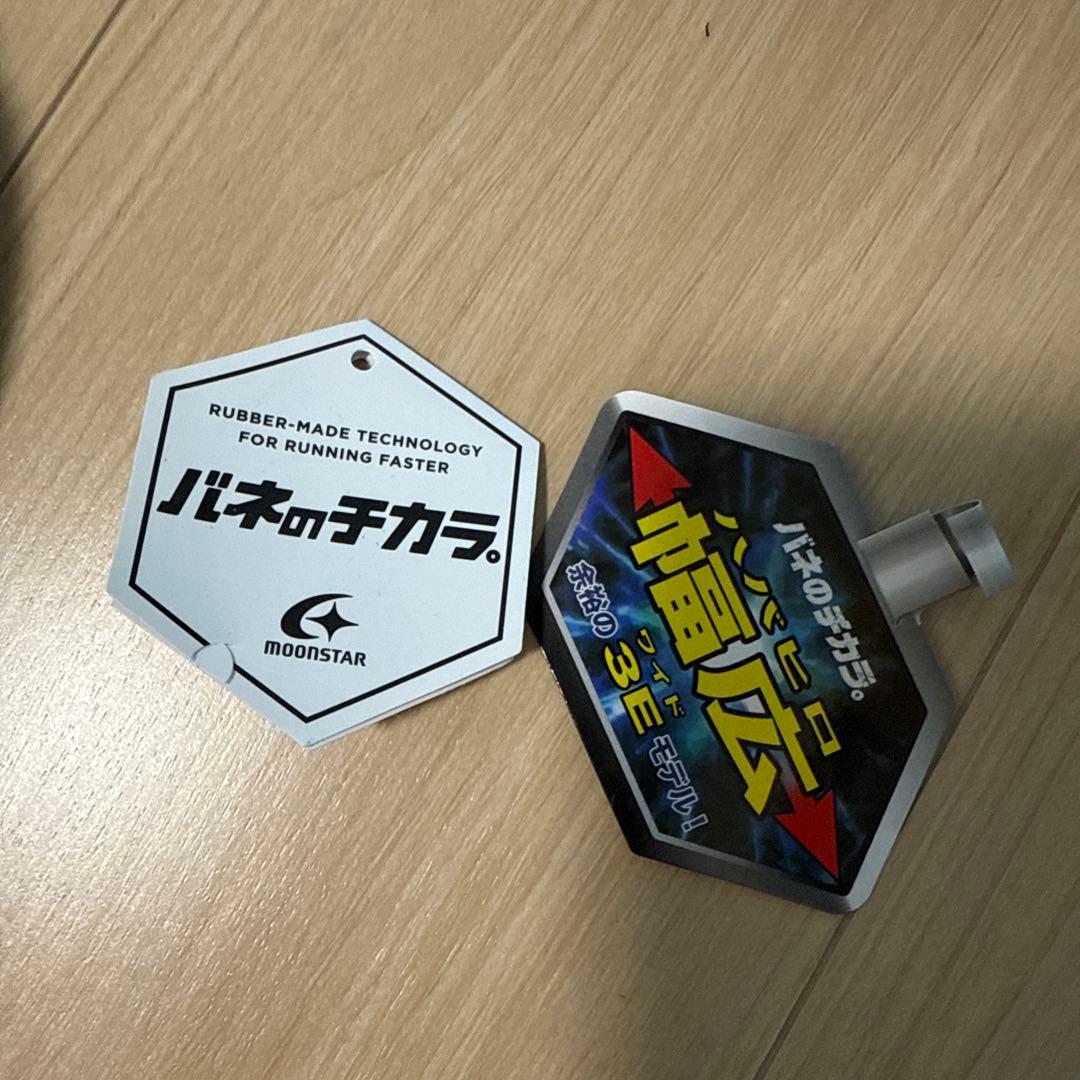 RUBBER-MADE TECHNOLOGY
FOR RUNNING FASTER
バネのチカラ。
MOONSTAR
バネのチカラ。
ハバヒロ
幅広
ワイド
余裕の3Eモデル!